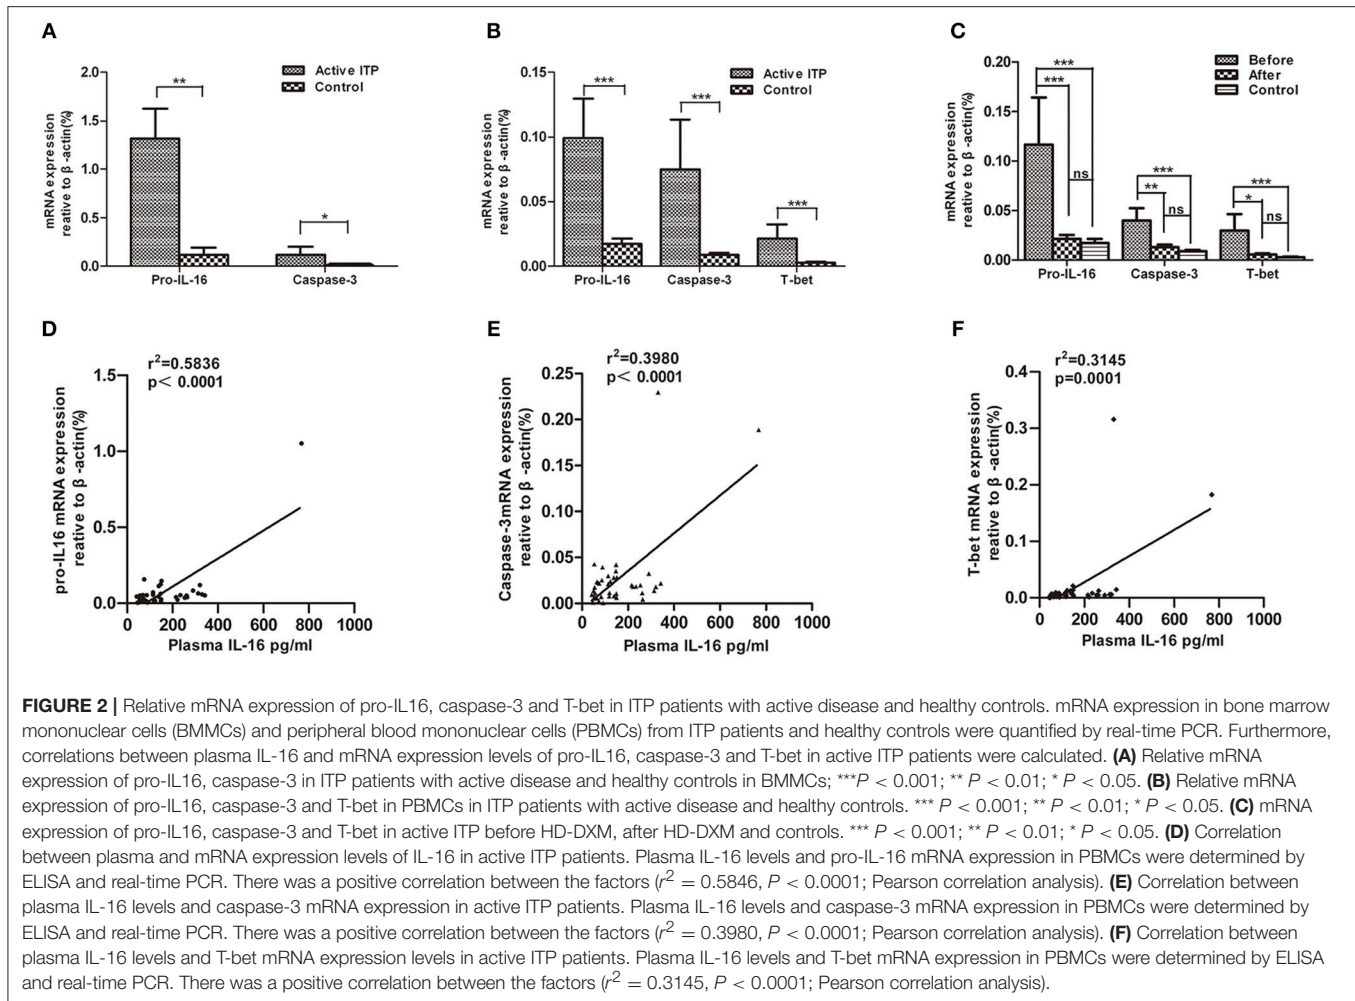 A
Active ITP
Control
mRNA expression
reative to β -actin(%)
2.0
1.5
1.0
0.5
0.0
**
*
Pro-IL-16 Caspase-3
B
Active ITP
Control
mRNA expression
reative to β -actin(%)
0.15
0.10
0.05
0.00
***
***
***
Pro-IL-16 Caspase-3 T-bet
C
Before
After
Control
mRNA expression
reative to β -actin(%)
0.20
0.15
0.10
0.05
0.00
***
***
ns
***
**
ns
***
*
ns
Pro-IL-16 Caspase-3 T-bet
D
r²=0.5836
p< 0.0001
pro-IL16 mRNA expression
reative to β -actin(%)
1.5
1.0
0.5
0.0
0 200 400 600 800 1000
Plasma IL-16 pg/ml
E
r²=0.3980
p< 0.0001
Caspase-3mRNA expression
reative to β -actin(%)
0.25
0.20
0.15
0.10
0.05
0.00
0 200 400 600 800 1000
Plasma IL-16 pg/ml
F
r²=0.3145
p=0.0001
T-bet mRNA expression
reative to β -actin(%)
0.4
0.3
0.2
0.1
0.0
0 200 400 600 800 1000
Plasma IL-16 pg/ml
FIGURE 2 | Relative mRNA expression of pro-IL16, caspase-3 and T-bet in ITP patients with active disease and healthy controls. mRNA expression in bone marrow
mononuclear cells (BMMCs) and peripheral blood mononuclear cells (PBMCs) from ITP patients and healthy controls were quantified by real-time PCR. Furthermore,
correlations between plasma IL-16 and mRNA expression levels of pro-IL16, caspase-3 and T-bet in active ITP patients were calculated. (A) Relative mRNA
expression of pro-IL16, caspase-3 in ITP patients with active disease and healthy controls in BMMCs; ***P < 0.001; ** P < 0.01; * P < 0.05. (B) Relative mRNA
expression of pro-IL16, caspase-3 and T-bet in PBMCs in ITP patients with active disease and healthy controls. *** P < 0.001; ** P < 0.01; * P < 0.05. (C) mRNA
expression of pro-IL16, caspase-3 and T-bet in active ITP before HD-DXM, after HD-DXM and controls. *** P < 0.001; ** P < 0.01; * P < 0.05. (D) Correlation
between plasma and mRNA expression levels of IL-16 in active ITP patients. Plasma IL-16 levels and pro-IL-16 mRNA expression in PBMCs were determined by
ELISA and real-time PCR. There was a positive correlation between the factors (r² = 0.5846, P < 0.0001; Pearson correlation analysis). (E) Correlation between
plasma IL-16 levels and caspase-3 mRNA expression in active ITP patients. Plasma IL-16 levels and caspase-3 mRNA expression in PBMCs were determined by
ELISA and real-time PCR. There was a positive correlation between the factors (r² = 0.3980, P < 0.0001; Pearson correlation analysis). (F) Correlation between
plasma IL-16 levels and T-bet mRNA expression levels in active ITP patients. Plasma IL-16 levels and T-bet mRNA expression in PBMCs were determined by ELISA
and real-time PCR. There was a positive correlation between the factors (r² = 0.3145, P < 0.0001; Pearson correlation analysis).